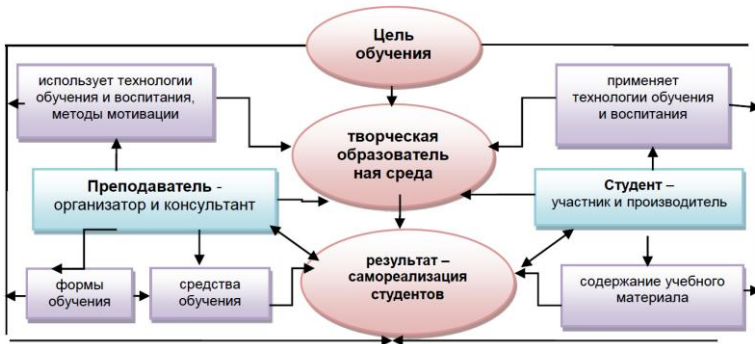 Цель
обучения
использует технологии
обучения и воспитания,
методы мотивации
применяет
технологии обучения
и воспитания
творческая
образователь
ная среда
Преподаватель -
организатор и консультант
Студент –
участник и производитель
результат –
самореализация
студентов
формы
обучения
средства
обучения
содержание учебного
материала